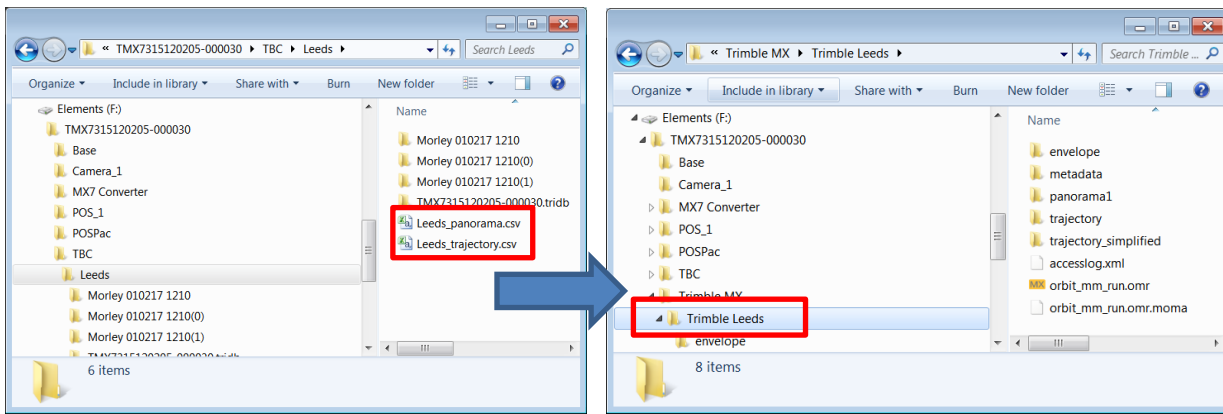 « TMX7315120205-000030 ▸ TBC ▸ Leeds ▸
Search Leeds
Organize ▾ Include in library ▾ Share with ▾ Burn New folder
Elements (F:)
TMX7315120205-000030
Base
Camera_1
MX7 Converter
POS_1
POSPac
TBC
Leeds
Morley 010217 1210
Morley 010217 1210(0)
Morley 010217 1210(1)
TMX7315120205-000030.tridb
Name
Morley 010217 1210
Morley 010217 1210(0)
Morley 010217 1210(1)
TMX7315120205-000030.tridb
Leeds_panorama.csv
Leeds_trajectory.csv
6 items
« Trimble MX ▸ Trimble Leeds ▸
Search Trimble ...
Organize ▾ Include in library ▾ Share with ▾ Burn New folder
Elements (F:)
TMX7315120205-000030
Base
Camera_1
MX7 Converter
POS_1
POSPac
TBC
Trimble MX
Trimble Leeds
envelope
Name
envelope
metadata
panorama1
trajectory
trajectory_simplified
accesslog.xml
MX orbit_mm_run.omr
orbit_mm_run.omr.moma
8 items